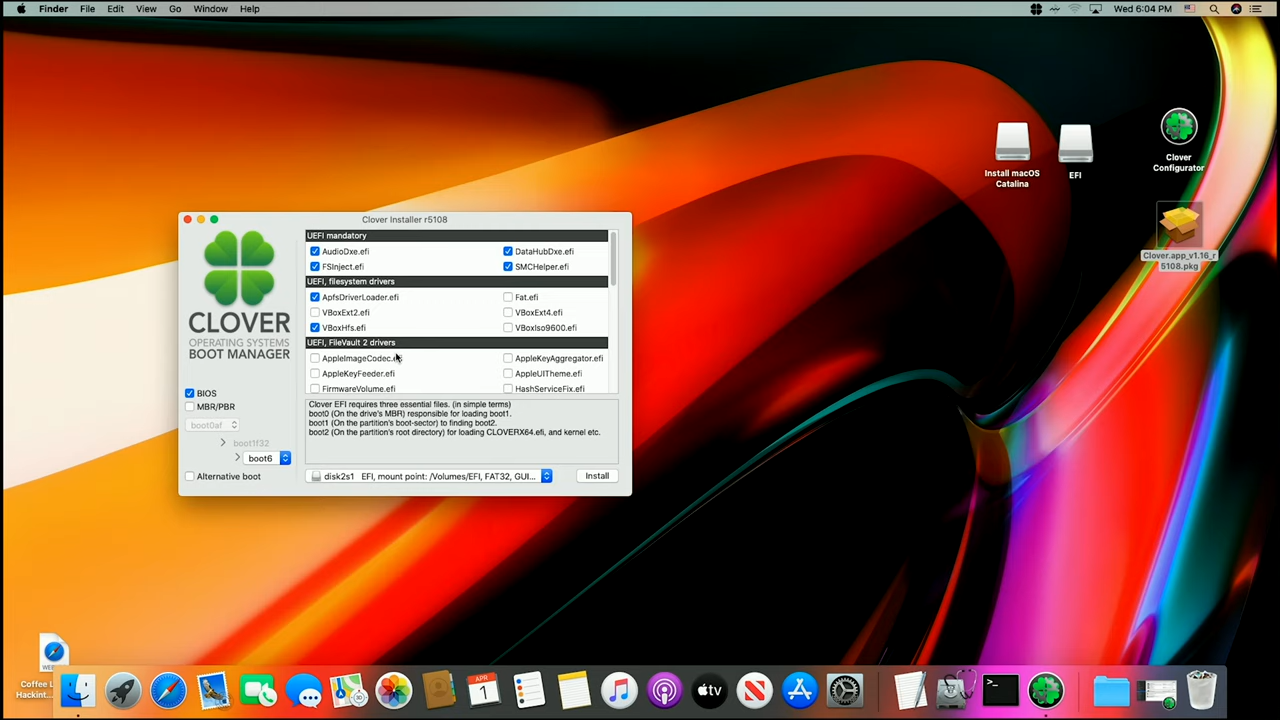 Finder File Edit View Go Window Help
Wed 6:04 PM
Install macOS
Catalina
EFI
Clover
Configurator
Clover.app_v1.16_r
5108.pkg
Clover Installer r5108
CLOVER
OPERATING SYSTEMS
BOOT MANAGER
BIOS
MBR/PBR
boot0af
boot1f32
boot6
Alternative boot
UEFI mandatory
AudioDxe.efi DataHubDxe.efi
FSInject.efi SMCHelper.efi
UEFI, filesystem drivers
ApfsDriverLoader.efi Fat.efi
VBoxExt2.efi VBoxExt4.efi
VBoxHfs.efi VBoxIso9600.efi
UEFI, FileVault 2 drivers
AppleImageCodec. AppleKeyAggregator.efi
AppleKeyFeeder.efi AppleUITheme.efi
FirmwareVolume.efi HashServiceFix.efi
Clover EFI requires three essential files. (in simple terms)
boot0 (On the drive's MBR) responsible for loading boot1.
boot1 (On the partition's boot-sector) to finding boot2.
boot2 (On the partition's root directory) for loading CLOVERX64.efi, and kernel etc.
disk2s1 EFI, mount point: /Volumes/EFI, FAT32, GUI...
Install
Coffee L
Hackint...
APR
1
tv
>_